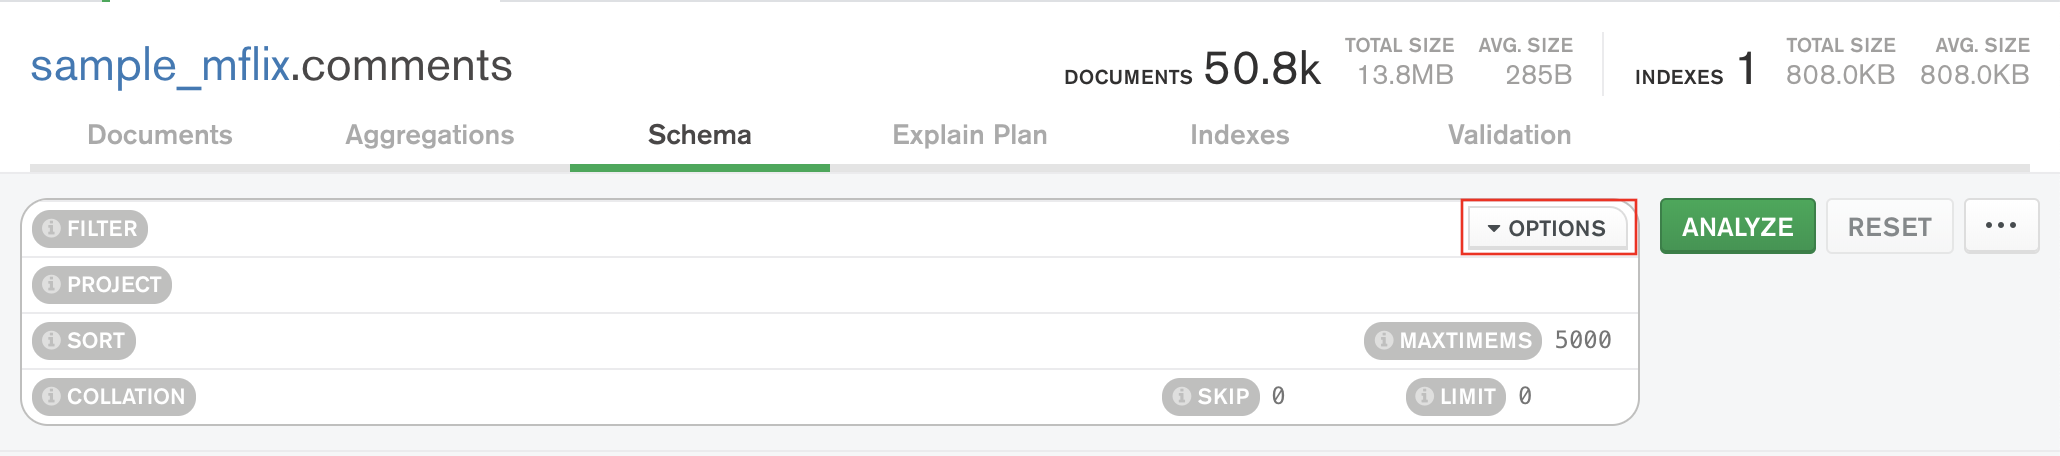 sample_mflix.comments
DOCUMENTS 50.8k TOTAL SIZE 13.8MB AVG. SIZE 285B INDEXES 1 TOTAL SIZE 808.0KB AVG. SIZE 808.0KB
Documents Aggregations Schema Explain Plan Indexes Validation
FILTER OPTIONS ANALYZE RESET ...
PROJECT
SORT MAXTIMEMS 5000
COLLATION SKIP 0 LIMIT 0